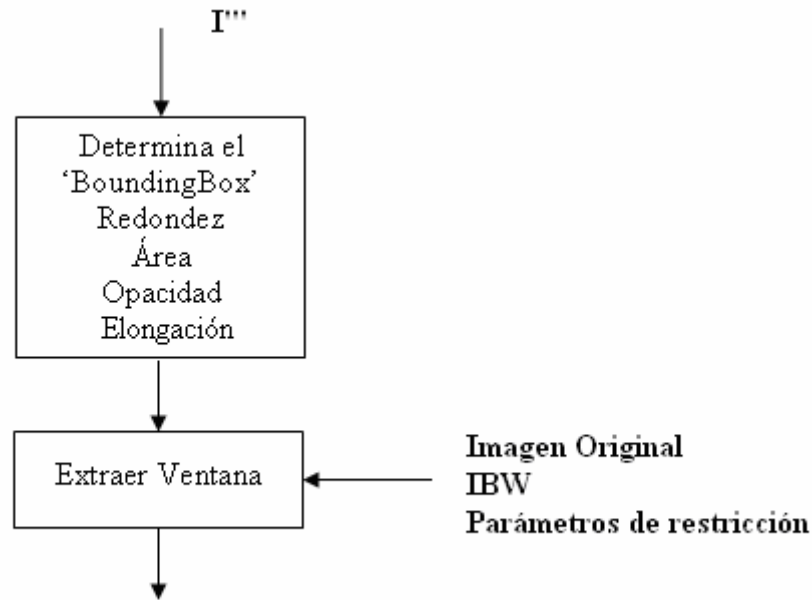 I'''
Determina el
‘BoundingBox’
Redondez
Área
Opacidad
Elongación
Extraer Ventana
Imagen Original
IBW
Parámetros de restricción